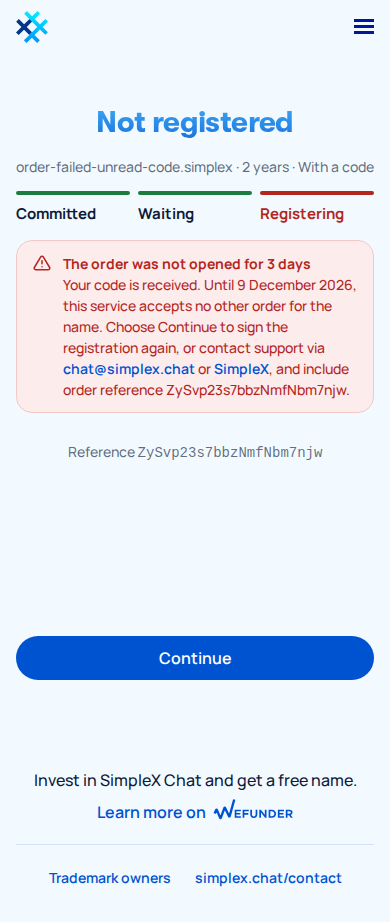 Not registered
order-failed-unread-code.simplex · 2 years · With a code
Committed
Waiting
Registering
The order was not opened for 3 days
Your code is received. Until 9 December 2026,
this service accepts no other order for the
name. Choose Continue to sign the
registration again, or contact support via
chat@simplex.chat or SimpleX, and include
order reference ZySvp23s7bbzNmfNbm7njw.
Reference ZySvp23s7bbzNmfNbm7njw
Continue
Invest in SimpleX Chat and get a free name.
Learn more on WEFUNDER
Trademark owners
simplex.chat/contact